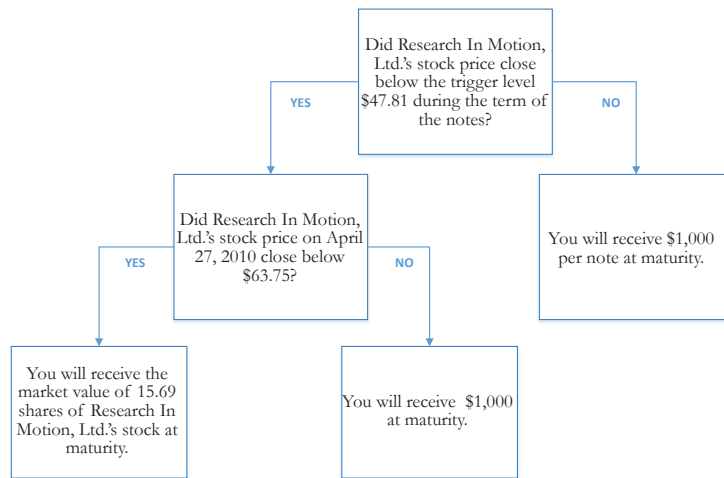 Did Research In Motion,
Ltd.'s stock price close
below the trigger level
$47.81 during the term of
the notes?
YES
NO
Did Research In Motion,
Ltd.'s stock price on April
27, 2010 close below
$63.75?
You will receive $1,000
per note at maturity.
YES
NO
You will receive the
market value of 15.69
shares of Research In
Motion, Ltd.'s stock at
maturity.
You will receive $1,000
at maturity.